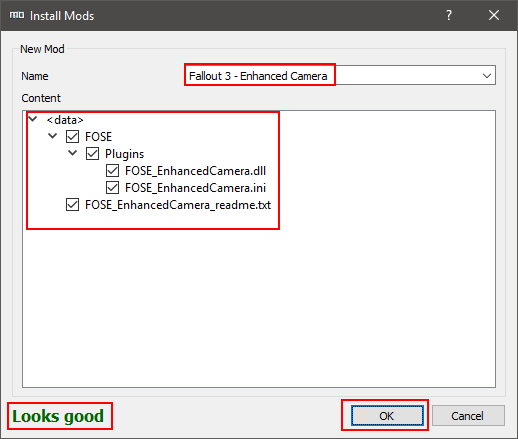 Install Mods
New Mod
Name
Fallout 3 - Enhanced Camera
Content
<data>
FOSE
Plugins
FOSE_EnhancedCamera.dll
FOSE_EnhancedCamera.ini
FOSE_EnhancedCamera_readme.txt
Looks good
OK
Cancel